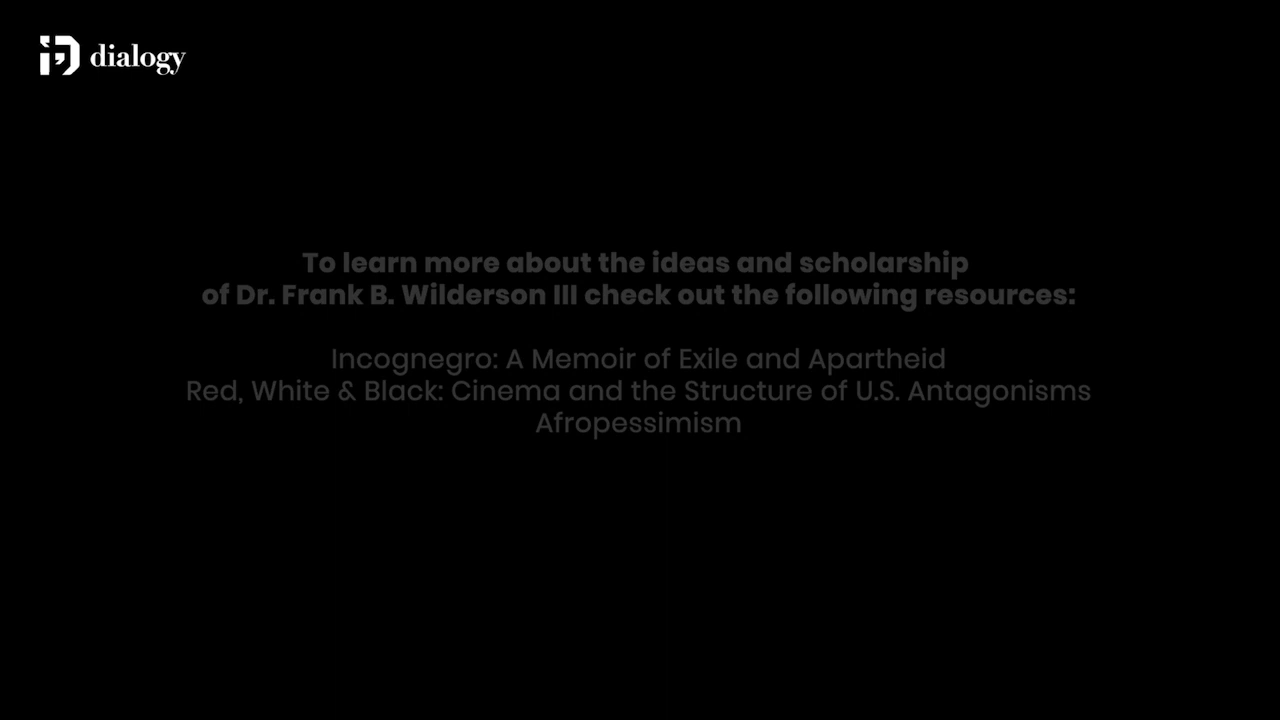 dialogy
To learn more about the ideas and scholarship
of Dr. Frank B. Wilderson III check out the following resources:
Incognegro: A Memoir of Exile and Apartheid
Red, White & Black: Cinema and the Structure of U.S. Antagonisms
Afropessimism